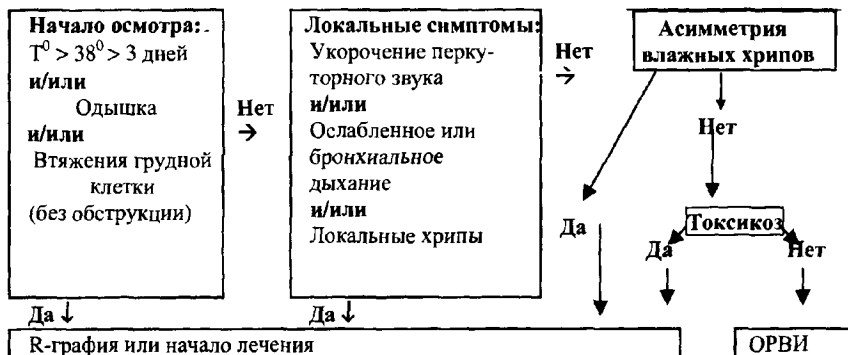 Начало осмотра:
T⁰ > 38⁰ > 3 дней
и/или
Одышка
и/или
Втяжения грудной
клетки
(без обструкции)
Нет
→
Да ↓
Локальные симптомы:
Укорочение перку-
торного звука
и/или
Ослабленное или
бронхиальное
дыхание
и/или
Локальные хрипы
Нет
→
Да ↓
Асимметрия
влажных хрипов
Нет
Да
Токсикоз
Да
Нет
R-графия или начало лечения
ОРВИ